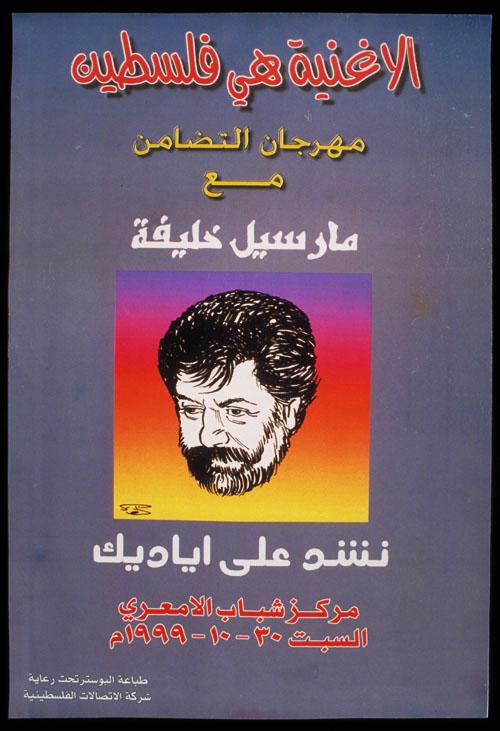 الاغنية هي فلسطين
مهرجان التضامن
مع
مارسيل خليفة
نشد على اياديك
مركز شباب الامعري
السبت ٣٠ - ١٠ - ١٩٩٩م
طباعة البوستر تحت رعاية
شركة الاتصالات الفلسطينية